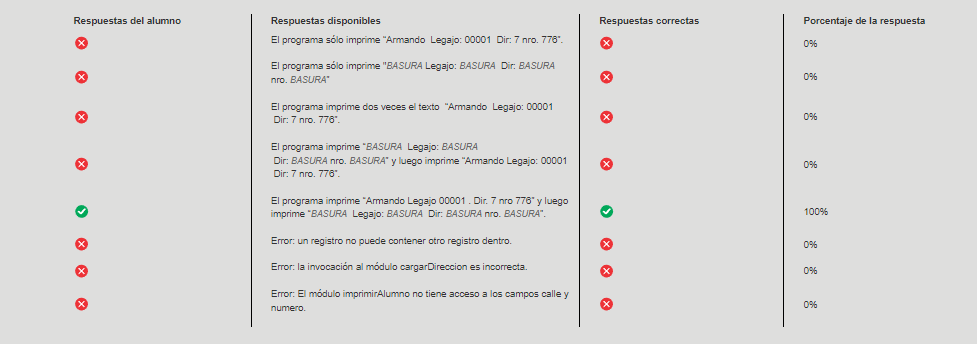 Respuestas del alumno Respuestas disponibles Respuestas correctas Porcentaje de la respuesta
El programa sólo imprime "Armando Legajo: 00001 Dir: 7 nro. 776". 0%
El programa sólo imprime "BASURA Legajo: BASURA Dir: BASURA
nro. BASURA" 0%
El programa imprime dos veces el texto "Armando Legajo: 00001
Dir: 7 nro. 776". 0%
El programa imprime "BASURA Legajo: BASURA
Dir: BASURA nro. BASURA" y luego imprime "Armando Legajo: 00001 0%
Dir: 7 nro. 776".
El programa imprime "Armando Legajo 00001 . Dir. 7 nro 776" y luego
imprime "BASURA Legajo: BASURA Dir: BASURA nro. BASURA". 100%
Error: un registro no puede contener otro registro dentro. 0%
Error: la invocación al módulo cargarDireccion es incorrecta. 0%
Error: El módulo imprimirAlumno no tiene acceso a los campos calle y
numero. 0%